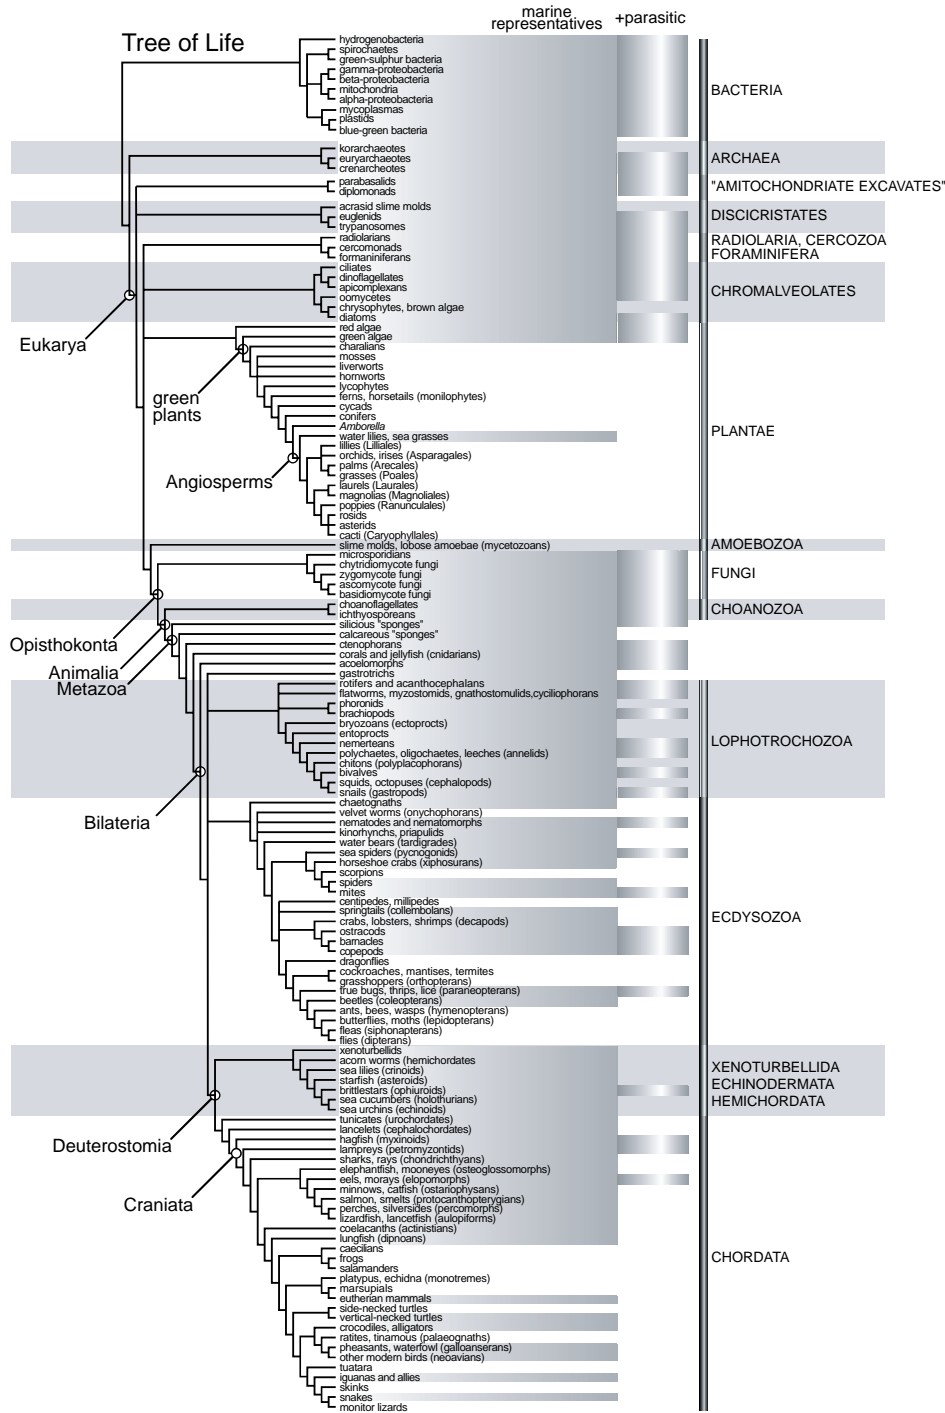 marine
representatives
+parasitic
Tree of Life
hydrogenobacteria
spirochaetes
green-sulphur bacteria
gamma-proteobacteria
beta-proteobacteria
mitochondria
alpha-proteobacteria
mycoplasmas
plastids
blue-green bacteria
BACTERIA
korarchaeotes
euryarchaeotes
crenarcheotes
ARCHAEA
parabasalids
diplomonads
"AMITOCHONDRIATE EXCAVATES"
acrasid slime molds
euglenids
trypanosomes
DISCICRISTATES
radiolarians
cercomonads
formaniniferans
RADIOLARIA, CERCOZOA
FORAMINIFERA
ciliates
dinoflagellates
apicomplexans
oomycetes
chrysophytes, brown algae
diatoms
CHROMALVEOLATES
Eukarya
red algae
green algae
charalians
mosses
liverworts
hornworts
lycophytes
ferns, horsetails (monilophytes)
cycads
conifers
Amborella
water lilies, sea grasses
lillies (Lilliales)
orchids, irises (Asparagales)
palms (Arecales)
grasses (Poales)
laurels (Laurales)
magnolias (Magnoliales)
poppies (Ranunculales)
rosids
asterids
cacti (Caryophyllales)
green
plants
Angiosperms
PLANTAE
slime molds, lobose amoebae (mycetozoans)
AMOEBOZOA
microsporidians
chytridiomycote fungi
zygomycote fungi
ascomycote fungi
basidiomycote fungi
FUNGI
choanoflagellates
ichthyosporeans
CHOANOZOA
Opisthokonta
Animalia
Metazoa
silicious "sponges"
calcareous "sponges"
ctenophorans
corals and jellyfish (cnidarians)
acoelomorphs
gastrotrichs
rotifers and acanthocephalans
flatworms, myzostomids, gnathostomulids,cyciliophorans
phoronids
brachiopods
bryozoans (ectoprocts)
entoprocts
nemerteans
polychaetes, oligochaetes, leeches (annelids)
chitons (polyplacophorans)
bivalves
squids, octopuses (cephalopods)
snails (gastropods)
LOPHOTROCHOZOA
Bilateria
chaetognaths
velvet worms (onychophorans)
nematodes and nematomorphs
kinorhynchs, priapulids
water bears (tardigrades)
sea spiders (pycnogonids)
horseshoe crabs (xiphosurans)
scorpions
spiders
mites
centipedes, millipedes
springtails (collembolans)
crabs, lobsters, shrimps (decapods)
ostracods
barnacles
copepods
dragonflies
cockroaches, mantises, termites
grasshoppers (orthopterans)
true bugs, thrips, lice (paraneopterans)
beetles (coleopterans)
ants, bees, wasps (hymenopterans)
butterflies, moths (lepidopterans)
fleas (siphonapterans)
flies (dipterans)
ECDYSOZOA
xenoturbellids
acorn worms (hemichordates
sea lilies (crinoids)
starfish (asteroids)
brittlestars (ophiuroids)
sea cucumbers (holothurians)
sea urchins (echinoids)
XENOTURBELLIDA
ECHINODERMATA
HEMICHORDATA
Deuterostomia
Craniata
tunicates (urochordates)
lancelets (cephalochordates)
hagfish (myxinoids)
lampreys (petromyzontids)
sharks, rays (chondrichthyans)
elephantfish, mooneyes (osteoglossomorphs)
eels, morays (elopomorphs)
minnows, catfish (ostariophysans)
salmon, smelts (protocanthopterygians)
perches, silversides (percomorphs)
lizardfish, lancetfish (aulopiforms)
coelacanths (actinistians)
lungfish (dipnoans)
caecilians
frogs
salamanders
platypus, echidna (monotremes)
marsupials
eutherian mammals
side-necked turtles
vertical-necked turtles
crocodiles, alligators
ratites, tinamous (palaeognaths)
pheasants, waterfowl (galloanserans)
other modern birds (neoavians)
tuatara
iguanas and allies
skinks
snakes
monitor lizards
CHORDATA